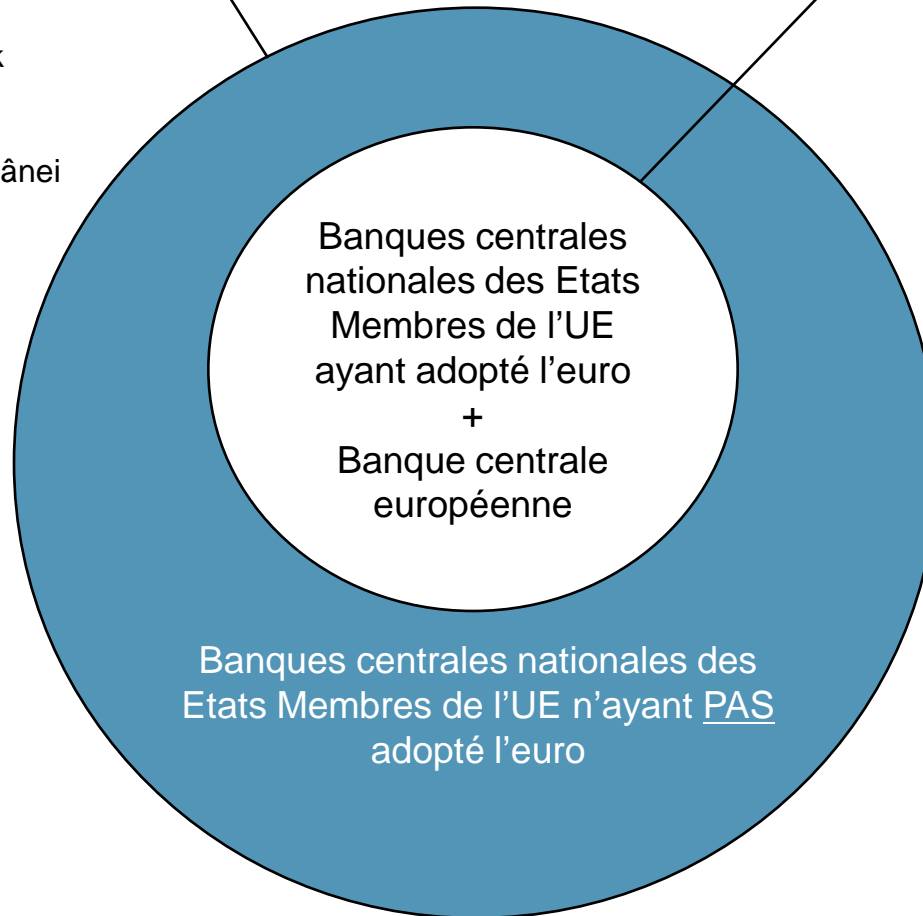 ânei
Banques centrales
nationales des Etats
Membres de l’UE
ayant adopté l’euro
+
Banque centrale
européenne
Banques centrales nationales des
Etats Membres de l’UE n’ayant PAS
adopté l’euro